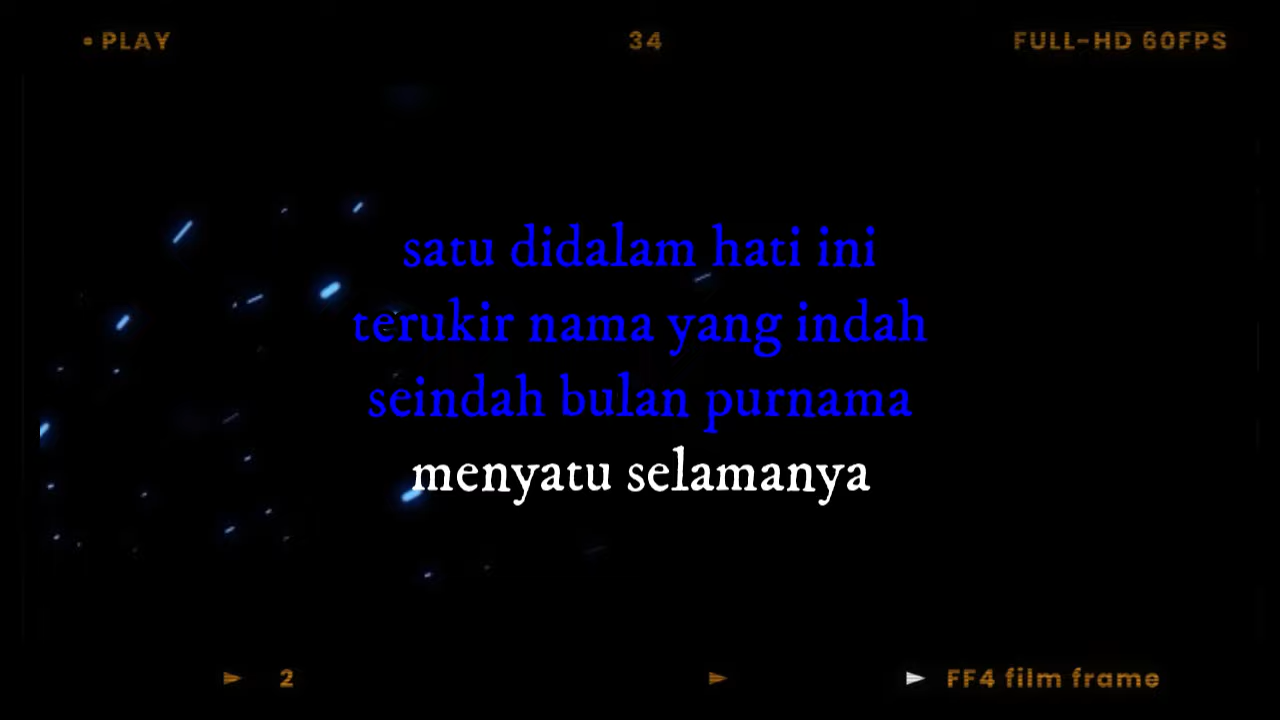 • PLAY
34
FULL-HD 60FPS
satu didalam hati ini
terukir nama yang indah
seindah bulan purnama
menyatu selamanya
2
FF4 film frame